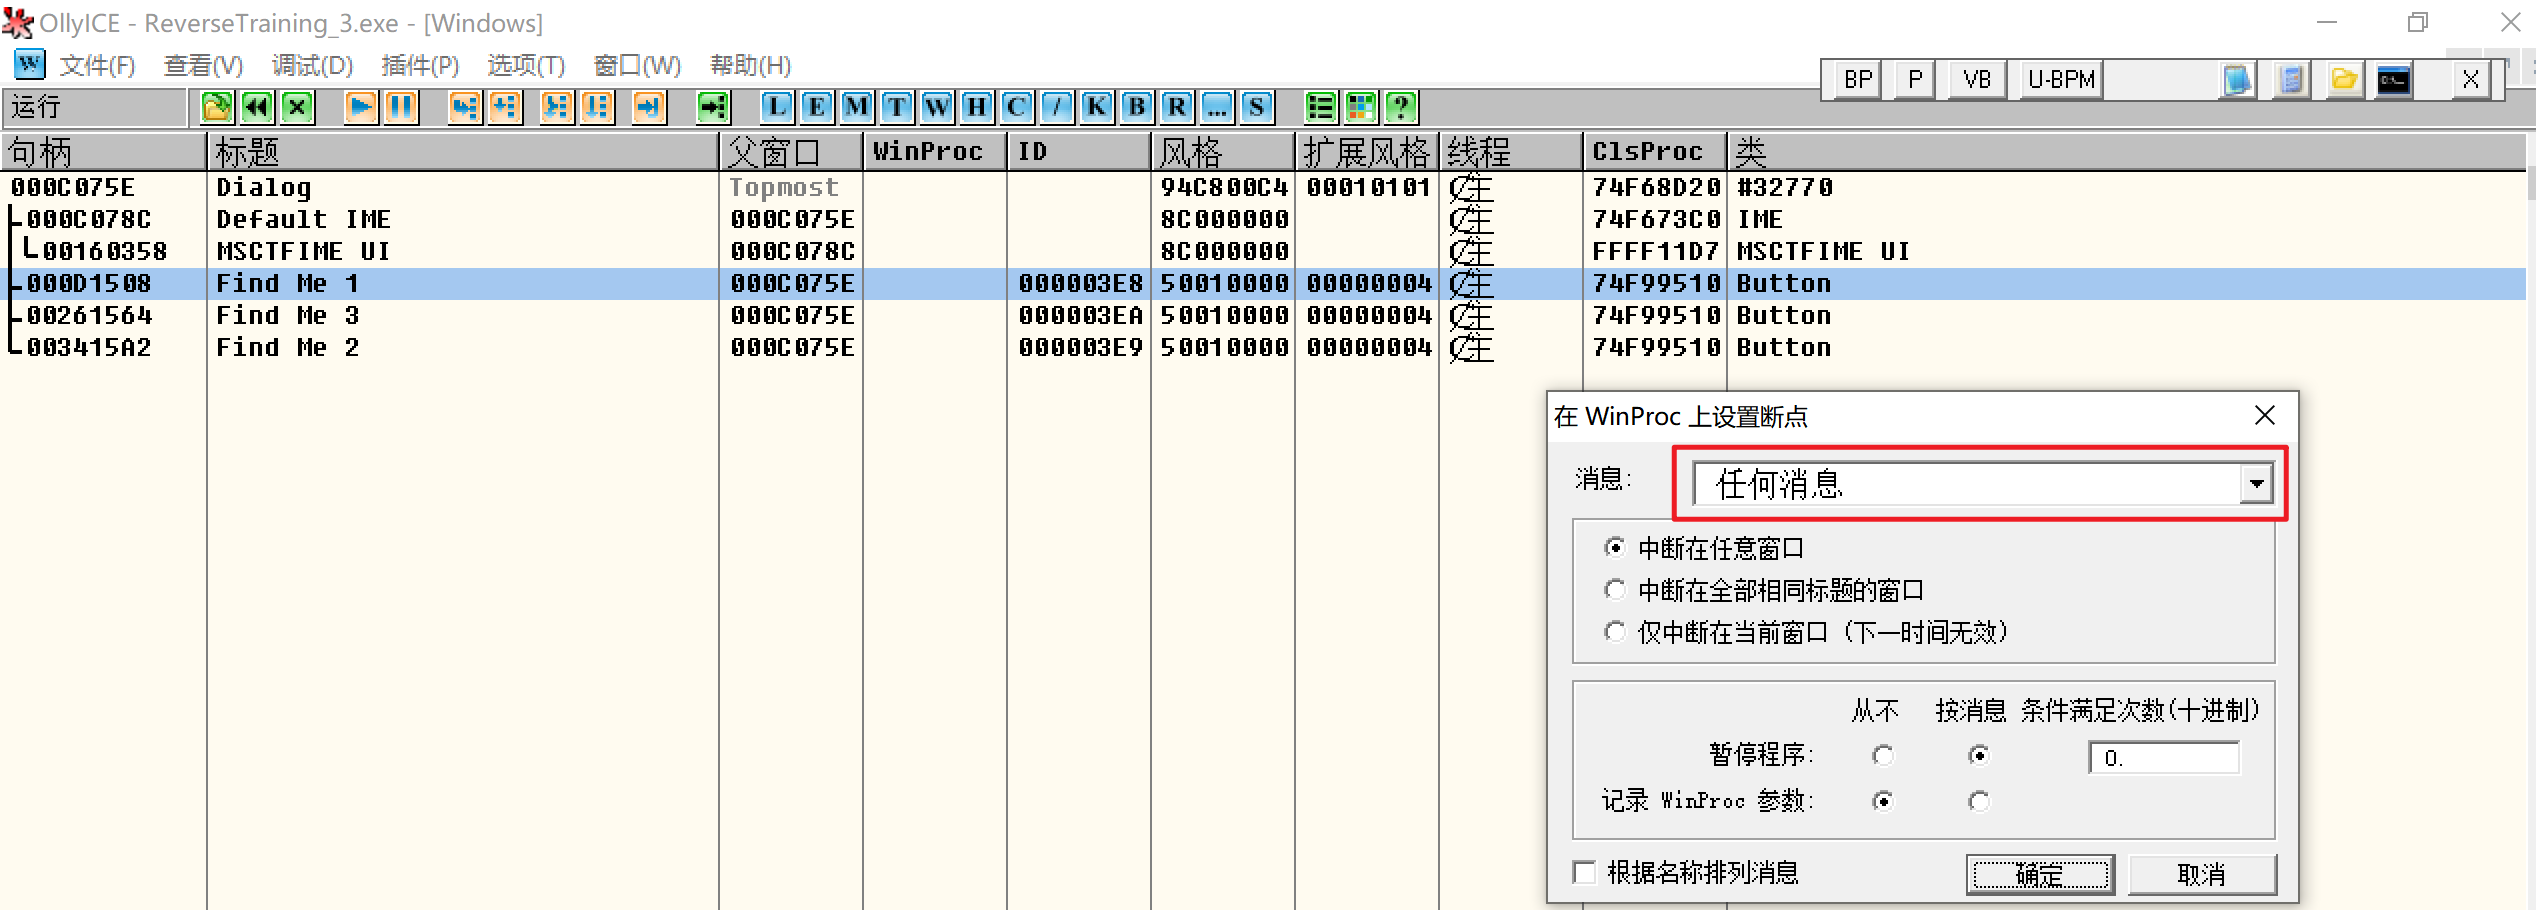 OllyICE - ReverseTraining_3.exe - [Windows]
文件(F) 查看(V) 调试(D) 插件(P) 选项(T) 窗口(W) 帮助(H)
BP P VB U-BPM X
运行
L E M T W H C / K B R ... S ?
句柄 标题 父窗口 WinProc ID 风格 扩展风格 线程 ClsProc 类
000C075E Dialog Topmost 94C800C4 00010101 74F68D20 #32770
000C078C Default IME 000C075E 8C000000 74F673C0 IME
00160358 MSCTFIME UI 000C078C 8C000000 FFFF11D7 MSCTFIME UI
000D1508 Find Me 1 000C075E 000003E8 50010000 00000004 74F99510 Button
00261564 Find Me 3 000C075E 000003EA 50010000 00000004 74F99510 Button
003415A2 Find Me 2 000C075E 000003E9 50010000 00000004 74F99510 Button
在 WinProc 上设置断点
消息: 任何消息
中断在任意窗口
中断在全部相同标题的窗口
仅中断在当前窗口（下一时间无效）
从不 按消息 条件满足次数(十进制)
暂停程序: 0.
记录 WinProc 参数:
根据名称排列消息 确定 取消